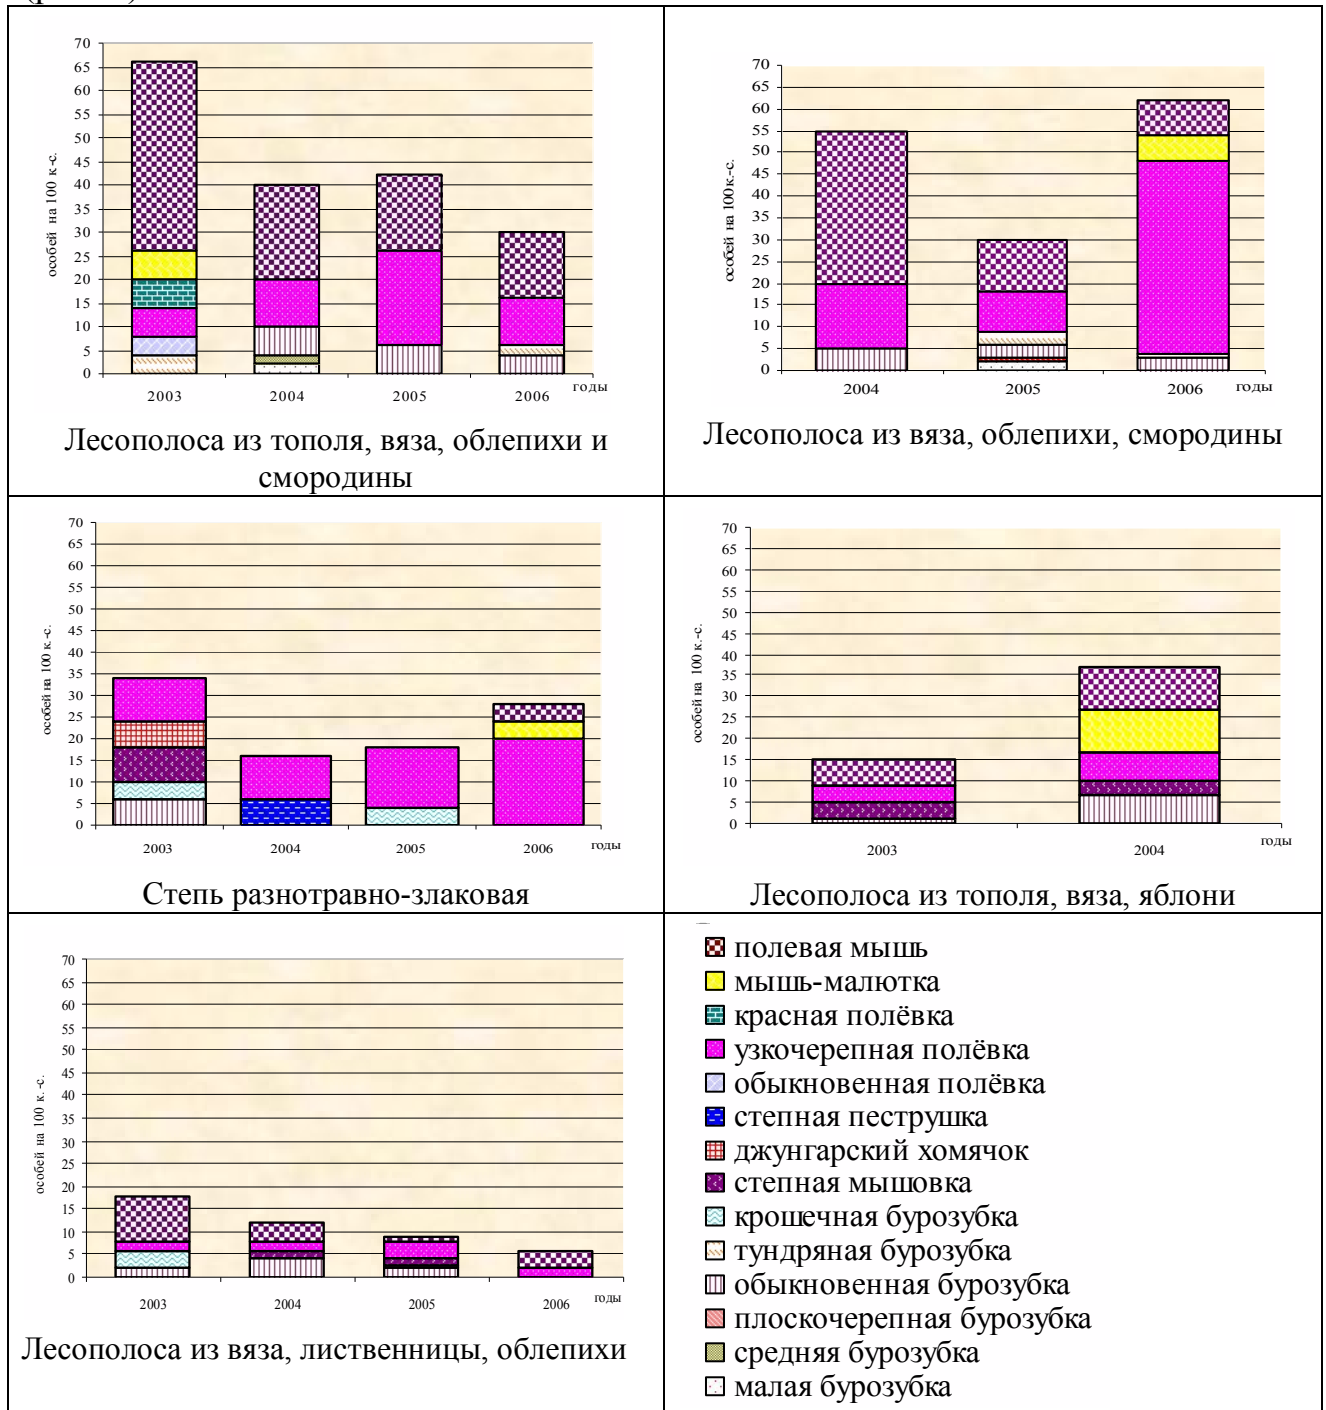 70
65
60
55
50
45
40
35
30
25
20
15
10
5
0
особей на 100 к.-с.
2003 2004 2005 2006
годы
Лесополоса из тополя, вяза, облепихи и
смородины
70
65
60
55
50
45
40
35
30
25
20
15
10
5
0
особей на 100к.-с.
2004 2005 2006
годы
Лесополоса из вяза, облепихи, смородины
70
65
60
55
50
45
40
35
30
25
20
15
10
5
0
особей на 100 к.-с.
2003 2004 2005 2006
годы
Степь разнотравно-злаковая
70
65
60
55
50
45
40
35
30
25
20
15
10
5
0
особей на 100 к.-с.
2003 2004
годы
Лесополоса из тополя, вяза, яблони
70
65
60
55
50
45
40
35
30
25
20
15
10
5
0
особей на 100 к.-с.
2003 2004 2005 2006
годы
Лесополоса из вяза, лиственницы, облепихи
полевая мышь
мышь-малютка
красная полёвка
узкочерепная полёвка
обыкновенная полёвка
степная пеструшка
джунгарский хомячок
степная мышовка
крошечная бурозубка
тундряная бурозубка
обыкновенная бурозубка
плоскочерепная бурозубка
средняя бурозубка
малая бурозубка